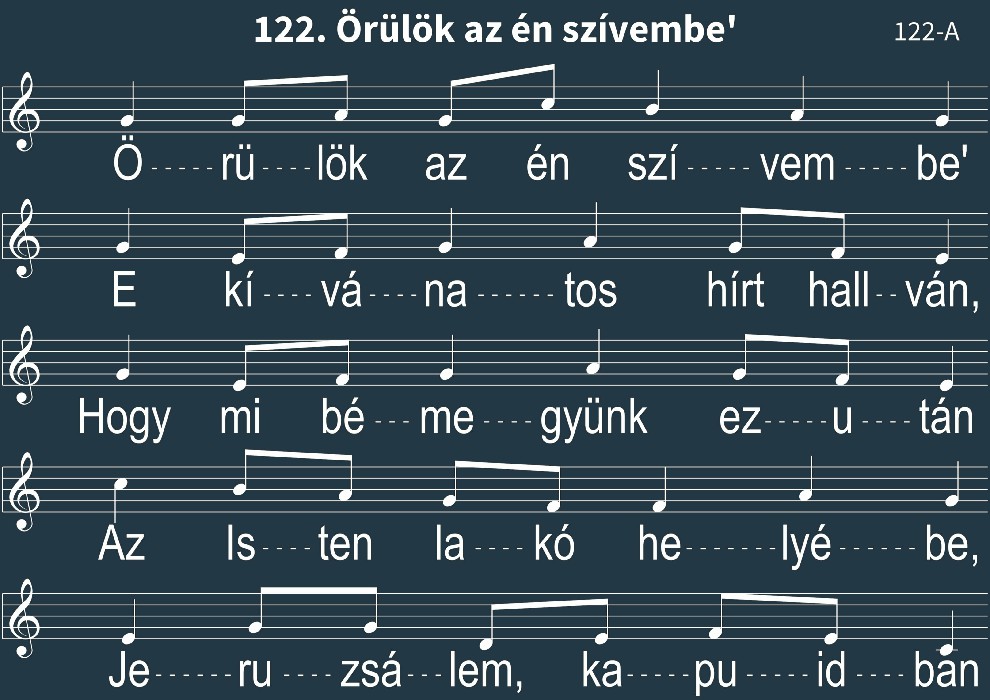 122. Örülök az én szívembe' 122-A
Ö-----rü----lök az én szí-----vem-----be'
E kí----vá----na------tos hírt hall--ván,
Hogy mi bé---me----gyünk ez-----u----tán
Az Is----ten la----kó he------lyé------be,
Je-----ru----zsá---lem, ka----pu----id---ban